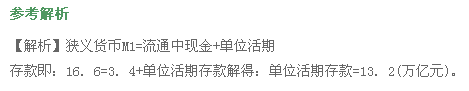 参考解析
【解析】狭义货币M1=流通中现金+单位活期
存款即：16. 6=3. 4+单位活期存款解得：单位活期存款=13. 2(万亿元)。